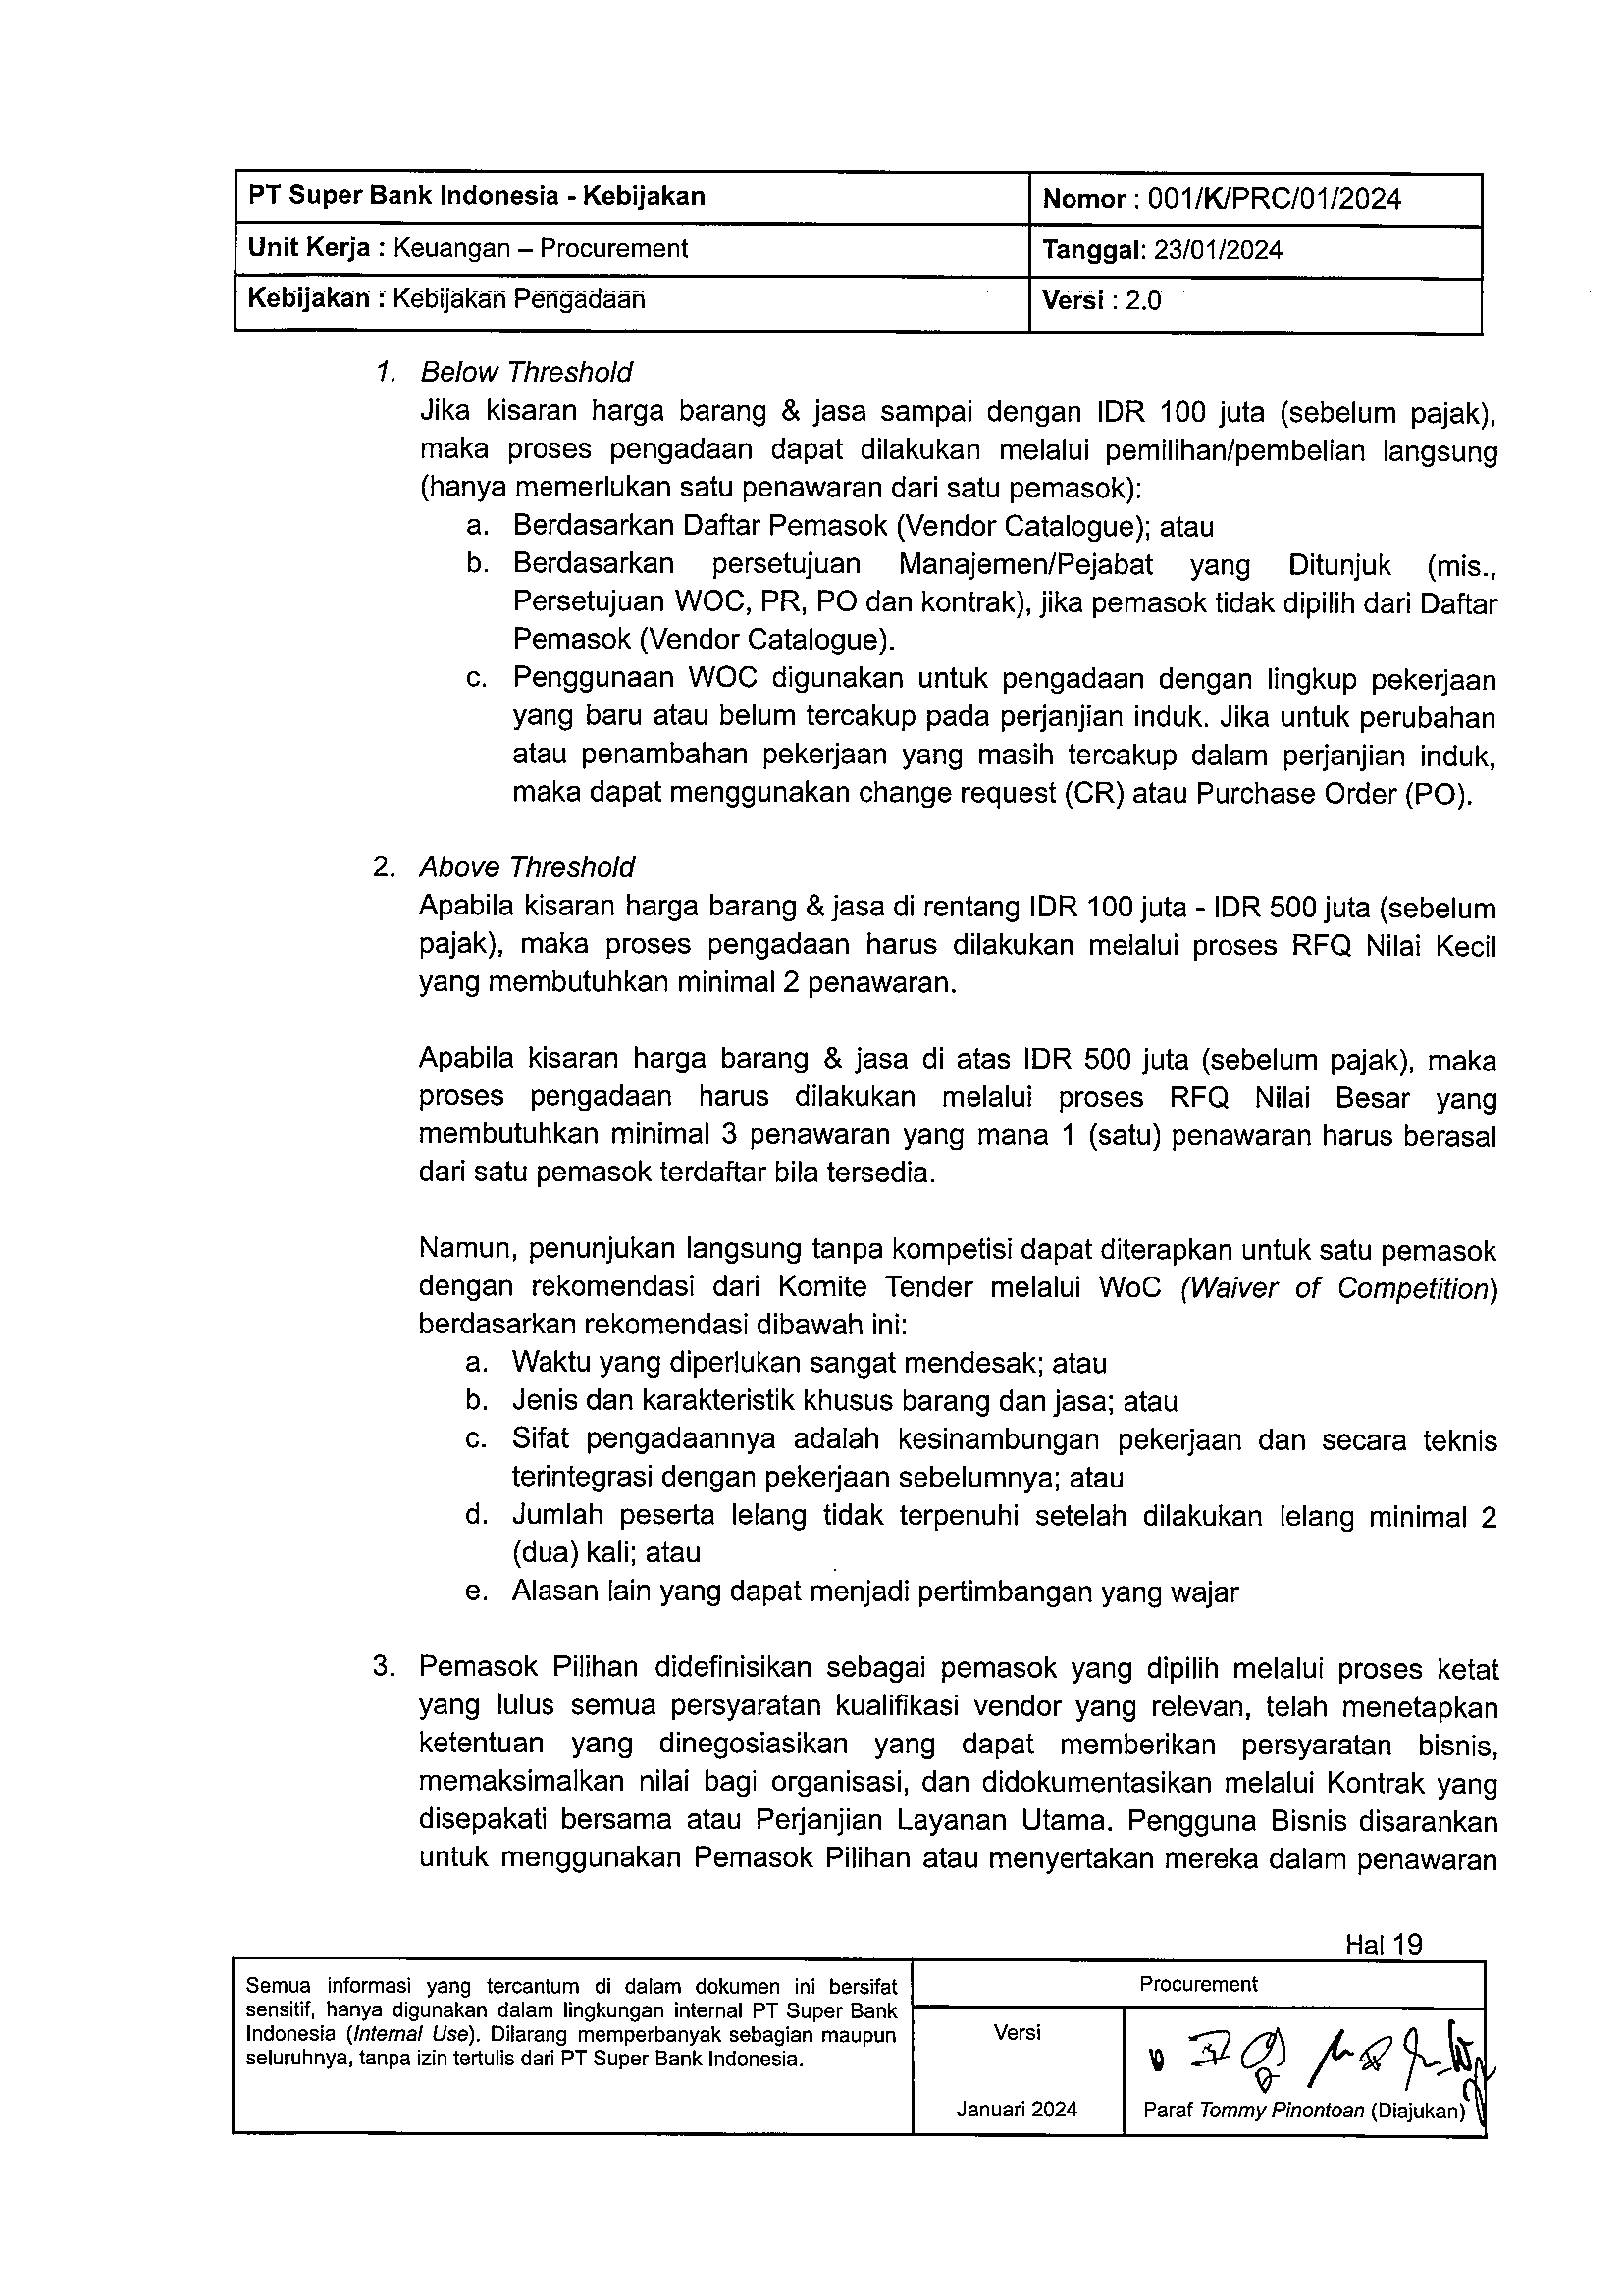 PT Super Bank Indonesia - Kebijakan
Nomor : 001/K/PRC/01/2024
Unit Kerja : Keuangan – Procurement
Tanggal: 23/01/2024
Kebijakan : Kebijakan Pengadaan
Versi : 2.0
1. Below Threshold
Jika kisaran harga barang & jasa sampai dengan IDR 100 juta (sebelum pajak),
maka proses pengadaan dapat dilakukan melalui pemilihan/pembelian langsung
(hanya memerlukan satu penawaran dari satu pemasok):
a. Berdasarkan Daftar Pemasok (Vendor Catalogue); atau
b. Berdasarkan persetujuan Manajemen/Pejabat yang Ditunjuk (mis.,
Persetujuan WOC, PR, PO dan kontrak), jika pemasok tidak dipilih dari Daftar
Pemasok (Vendor Catalogue).
c. Penggunaan WOC digunakan untuk pengadaan dengan lingkup pekerjaan
yang baru atau belum tercakup pada perjanjian induk. Jika untuk perubahan
atau penambahan pekerjaan yang masih tercakup dalam perjanjian induk,
maka dapat menggunakan change request (CR) atau Purchase Order (PO).
2. Above Threshold
Apabila kisaran harga barang & jasa di rentang IDR 100 juta - IDR 500 juta (sebelum
pajak), maka proses pengadaan harus dilakukan melalui proses RFQ Nilai Kecil
yang membutuhkan minimal 2 penawaran.
Apabila kisaran harga barang & jasa di atas IDR 500 juta (sebelum pajak), maka
proses pengadaan harus dilakukan melalui proses RFQ Nilai Besar yang
membutuhkan minimal 3 penawaran yang mana 1 (satu) penawaran harus berasal
dari satu pemasok terdaftar bila tersedia.
Namun, penunjukan langsung tanpa kompetisi dapat diterapkan untuk satu pemasok
dengan rekomendasi dari Komite Tender melalui WoC (Waiver of Competition)
berdasarkan rekomendasi dibawah ini:
a. Waktu yang diperlukan sangat mendesak; atau
b. Jenis dan karakteristik khusus barang dan jasa; atau
c. Sifat pengadaannya adalah kesinambungan pekerjaan dan secara teknis
terintegrasi dengan pekerjaan sebelumnya; atau
d. Jumlah peserta lelang tidak terpenuhi setelah dilakukan lelang minimal 2
(dua) kali; atau
e. Alasan lain yang dapat menjadi pertimbangan yang wajar
3. Pemasok Pilihan didefinisikan sebagai pemasok yang dipilih melalui proses ketat
yang lulus semua persyaratan kualifikasi vendor yang relevan, telah menetapkan
ketentuan yang dinegosiasikan yang dapat memberikan persyaratan bisnis,
memaksimalkan nilai bagi organisasi, dan didokumentasikan melalui Kontrak yang
disepakati bersama atau Perjanjian Layanan Utama. Pengguna Bisnis disarankan
untuk menggunakan Pemasok Pilihan atau menyertakan mereka dalam penawaran
Hal 19
Semua informasi yang tercantum di dalam dokumen ini bersifat
sensitif, hanya digunakan dalam lingkungan internal PT Super Bank
Indonesia (Internal Use). Dilarang memperbanyak sebagian maupun
seluruhnya, tanpa izin tertulis dari PT Super Bank Indonesia.
Procurement
Versi
Januari 2024
Paraf Tommy Pinontoan (Diajukan)